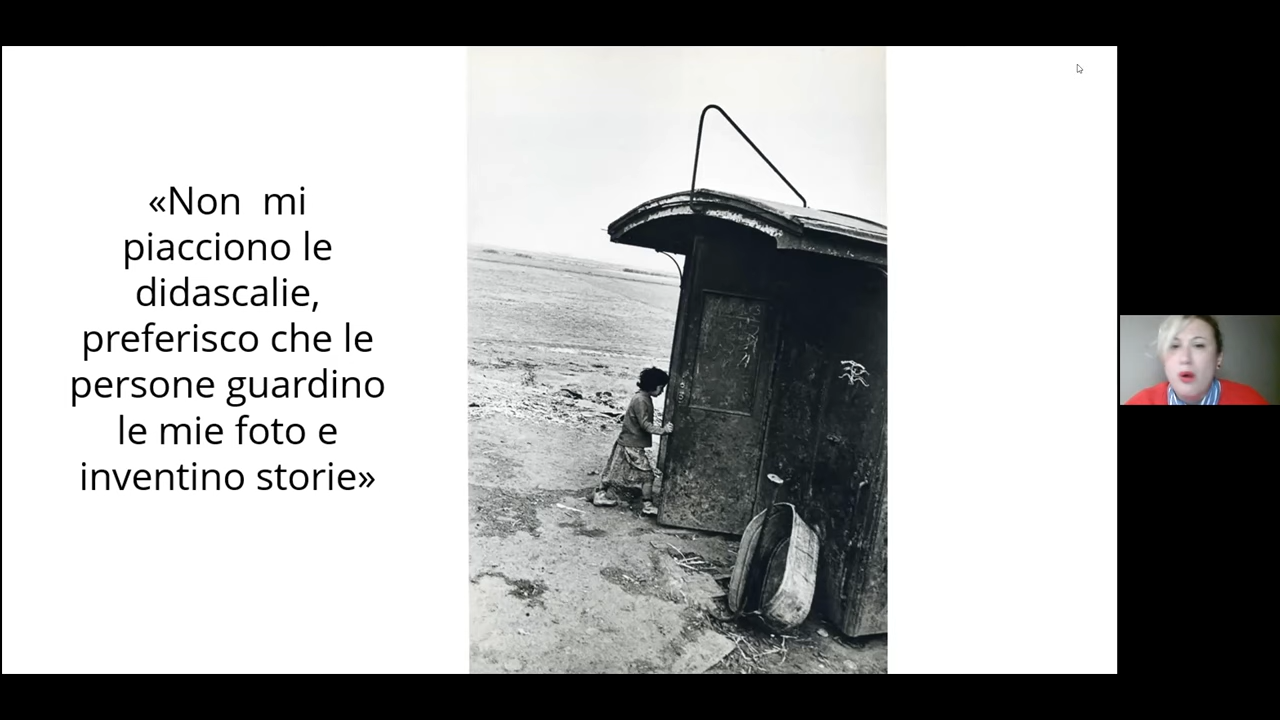 «Non  mi
piacciono le
didascalie,
preferisco che le
persone guardino
le mie foto e
inventino storie»